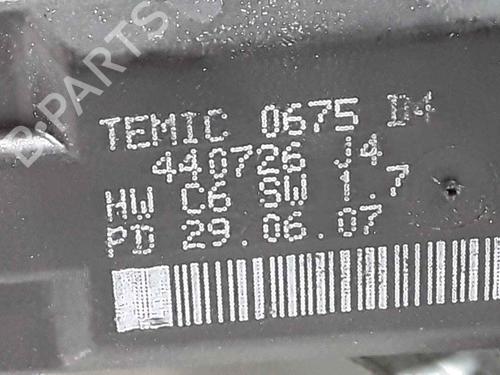 B-PARTS
TEMIC 0675 D4
440726 J4
HW C6 SW 1.7
PD 29.06.07